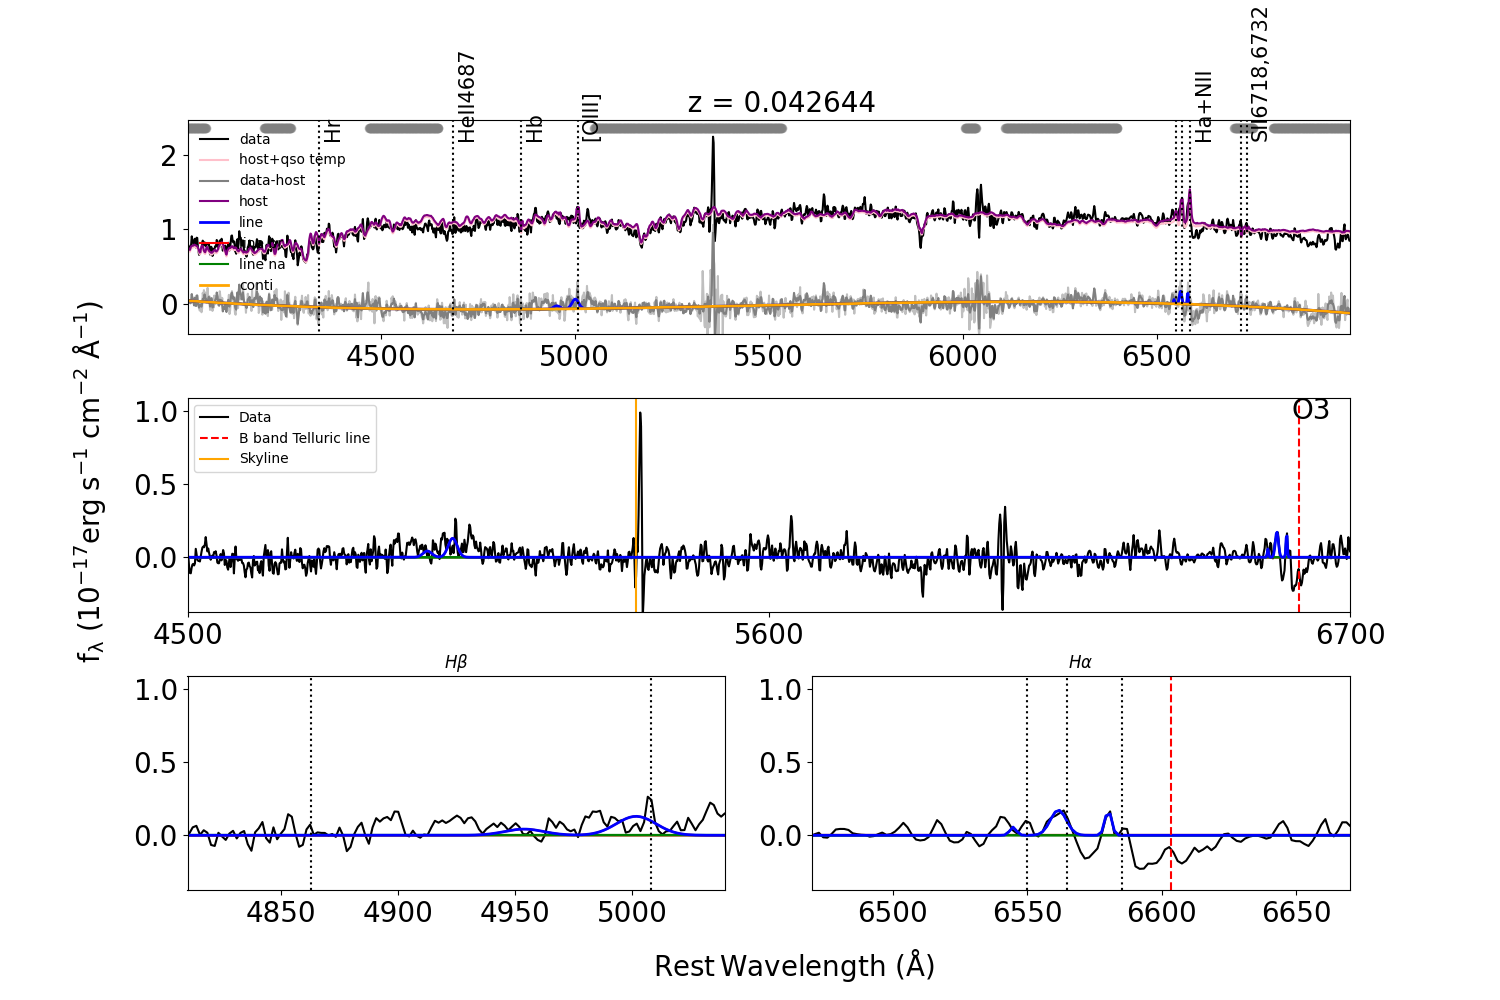 z = 0.042644
Hr
HeII4687
Hb
[OIII]
Ha+NII
SII6718,6732
data
host+qso temp
data-host
host
line
line na
conti
2
1
0
4500 5000 5500 6000 6500
Data
B band Telluric line
Skyline
O3
1.0
0.5
0.0
4500 5600 6700
fλ (10⁻¹⁷erg s⁻¹ cm⁻² Å⁻¹)
Hβ
1.0
0.5
0.0
4850 4900 4950 5000
Hα
1.0
0.5
0.0
6500 6550 6600 6650
Rest Wavelength (Å)